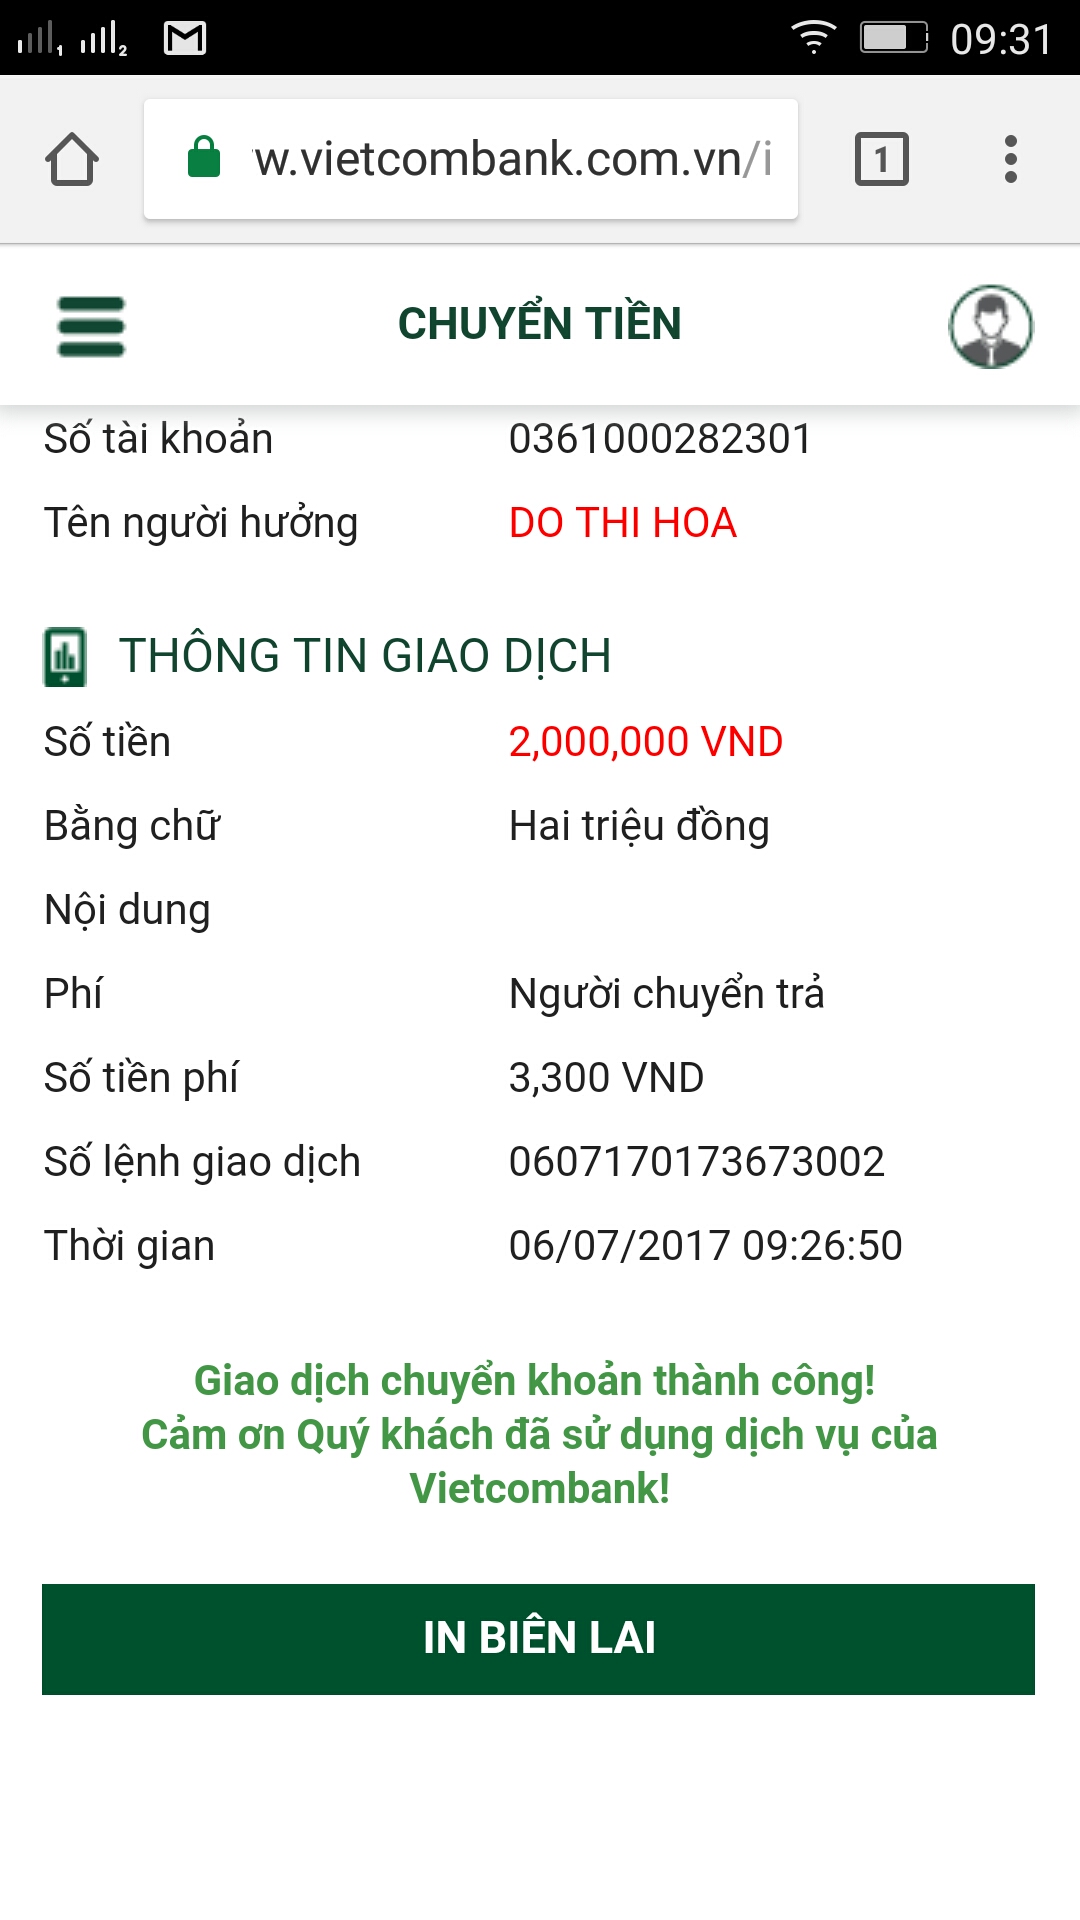 1 2 09:31
w.vietcombank.com.vn/i 1
CHUYỂN TIỀN
Số tài khoản 0361000282301
Tên người hưởng DO THI HOA
THÔNG TIN GIAO DỊCH
Số tiền 2,000,000 VND
Bằng chữ Hai triệu đồng
Nội dung
Phí Người chuyển trả
Số tiền phí 3,300 VND
Số lệnh giao dịch 0607170173673002
Thời gian 06/07/2017 09:26:50
Giao dịch chuyển khoản thành công!
Cảm ơn Quý khách đã sử dụng dịch vụ của
Vietcombank!
IN BIÊN LAI